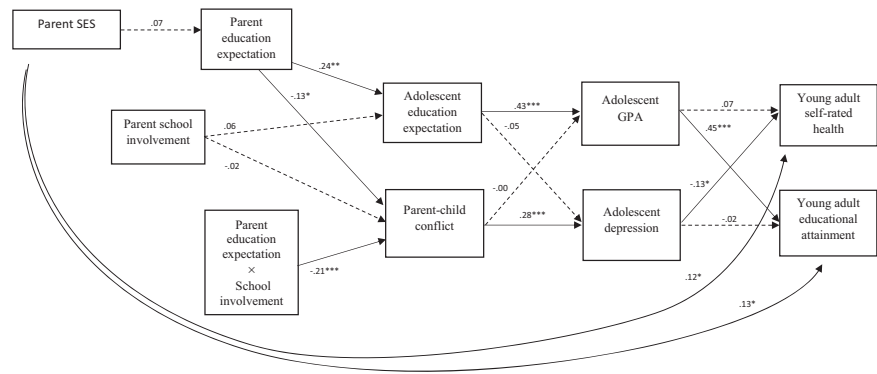 Parent SES
.07
Parent
education
expectation
.24**
-.13*
Parent school
involvement
.06
-.02
Adolescent
education
expectation
.43***
-.05
Adolescent
GPA
.07
.45***
Young adult
self-rated
health
Parent
education
expectation
×
School
involvement
-.21***
Parent-child
conflict
-.00
.28***
Adolescent
depression
-.13*
-.02
Young adult
educational
attainment
.12*
.13*